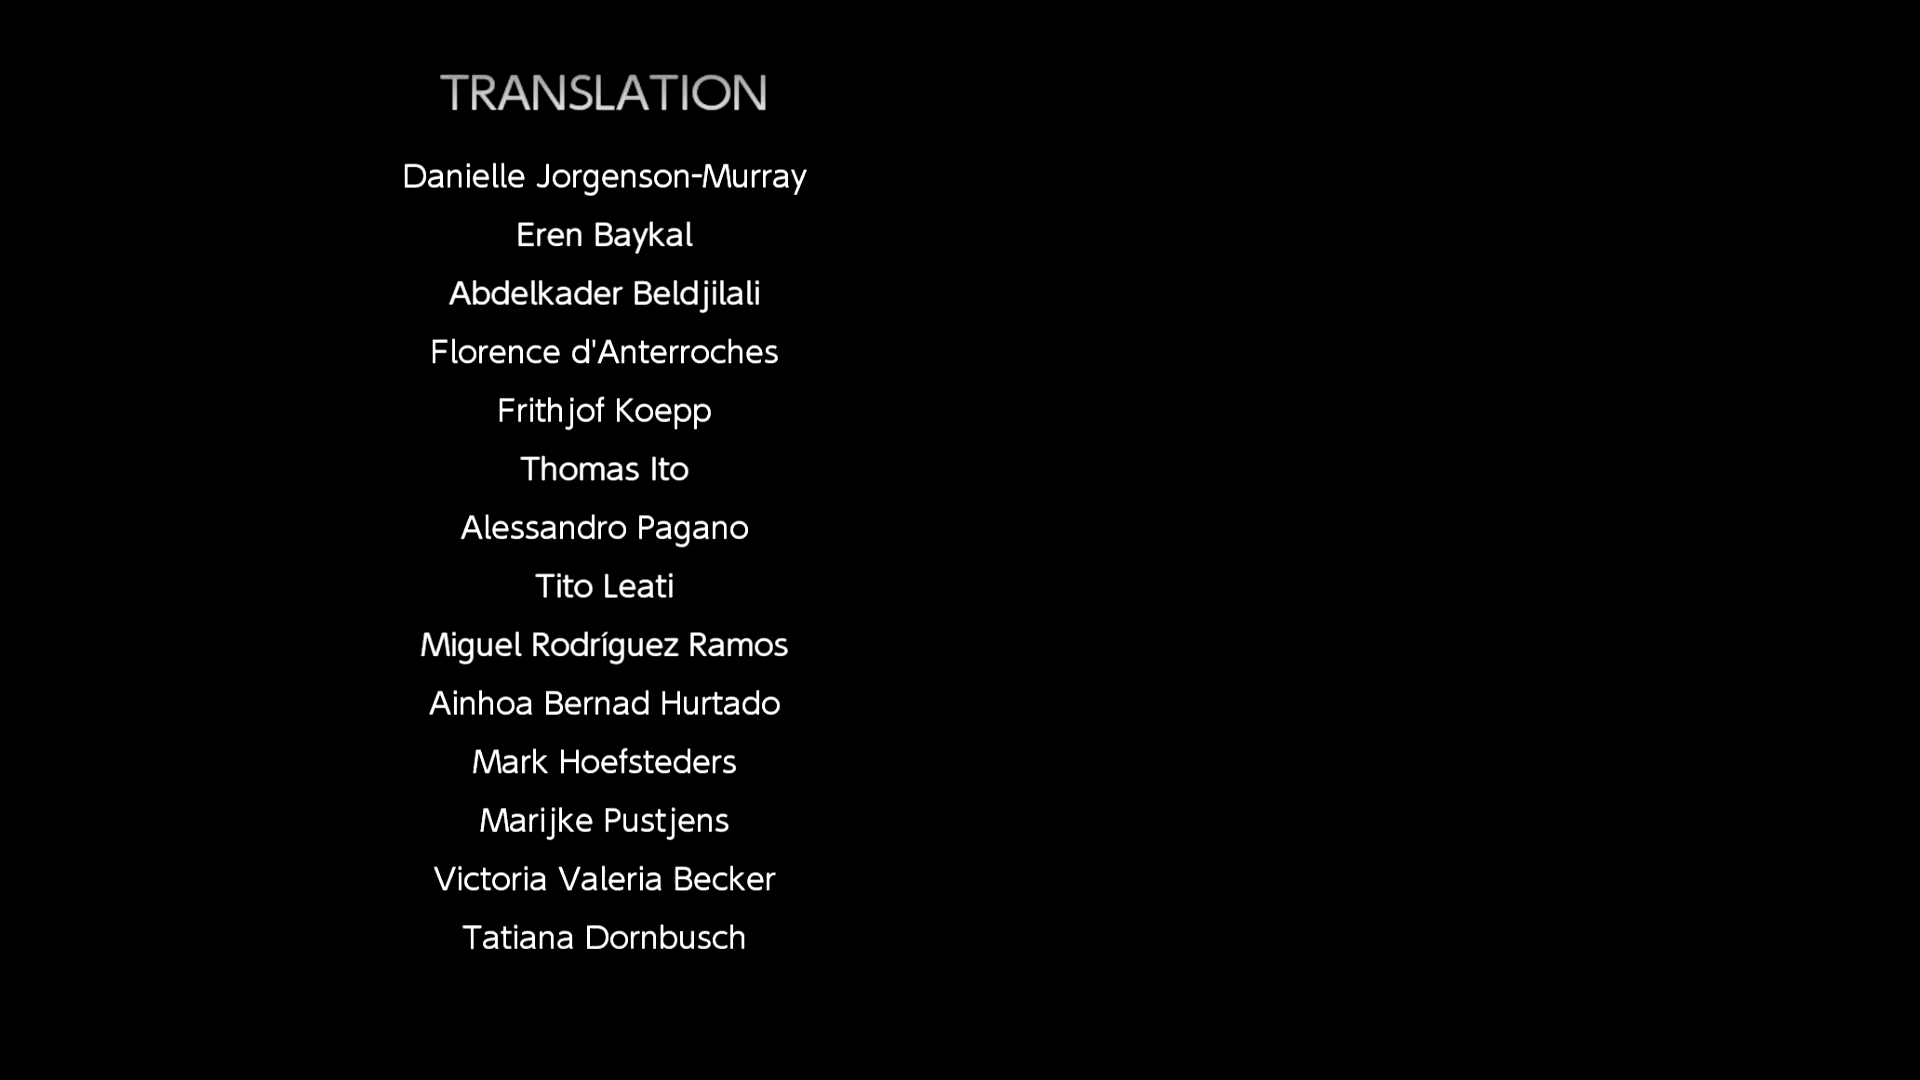 TRANSLATION
Danielle Jorgenson-Murray
Eren Baykal
Abdelkader Beldjilali
Florence d'Anterroches
Frithjof Koepp
Thomas Ito
Alessandro Pagano
Tito Leati
Miguel Rodríguez Ramos
Ainhoa Bernad Hurtado
Mark Hoefsteders
Marijke Pustjens
Victoria Valeria Becker
Tatiana Dornbusch